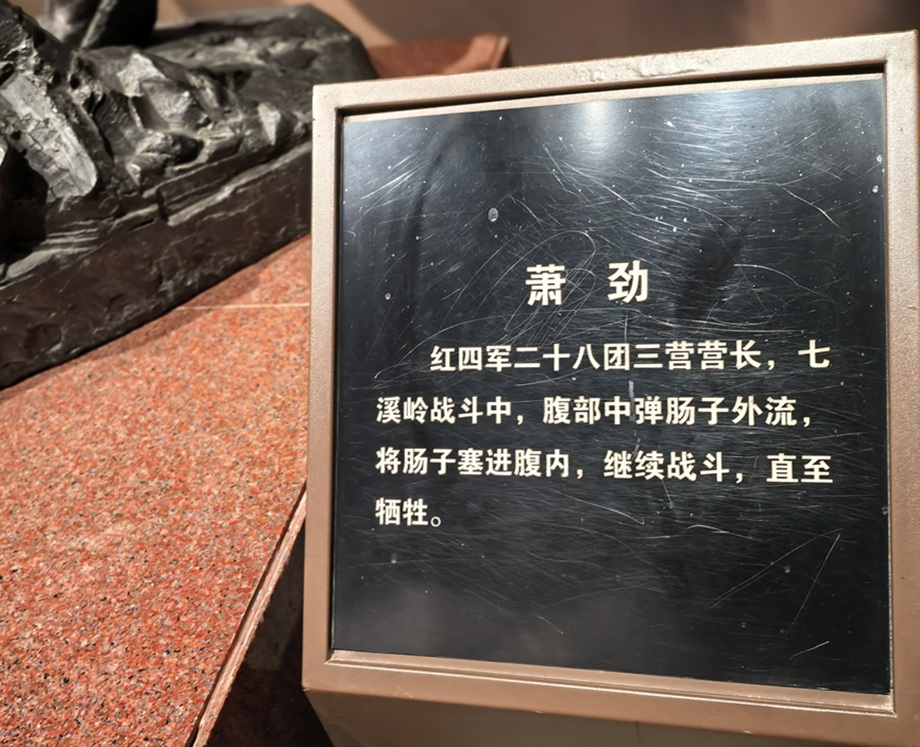 萧 劲
红四军二十八团三营营长，七
溪岭战斗中，腹部中弹肠子外流，
将肠子塞进腹内，继续战斗，直至
牺牲。